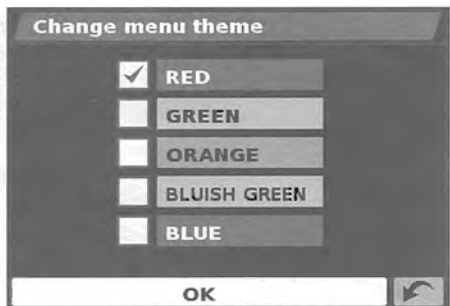 Change menu theme
RED
GREEN
ORANGE
BLUISH GREEN
BLUE
OK